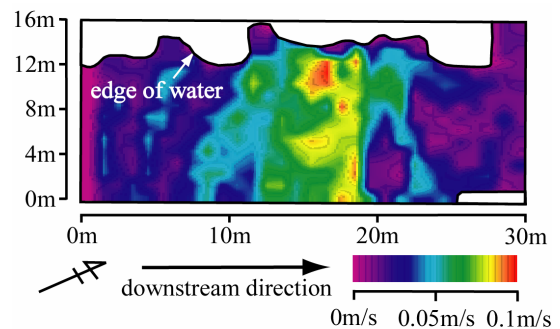 16m
12m
edge of water
8m
4m
0m
0m 10m 20m 30m
downstream direction
0m/s 0.05m/s 0.1m/s